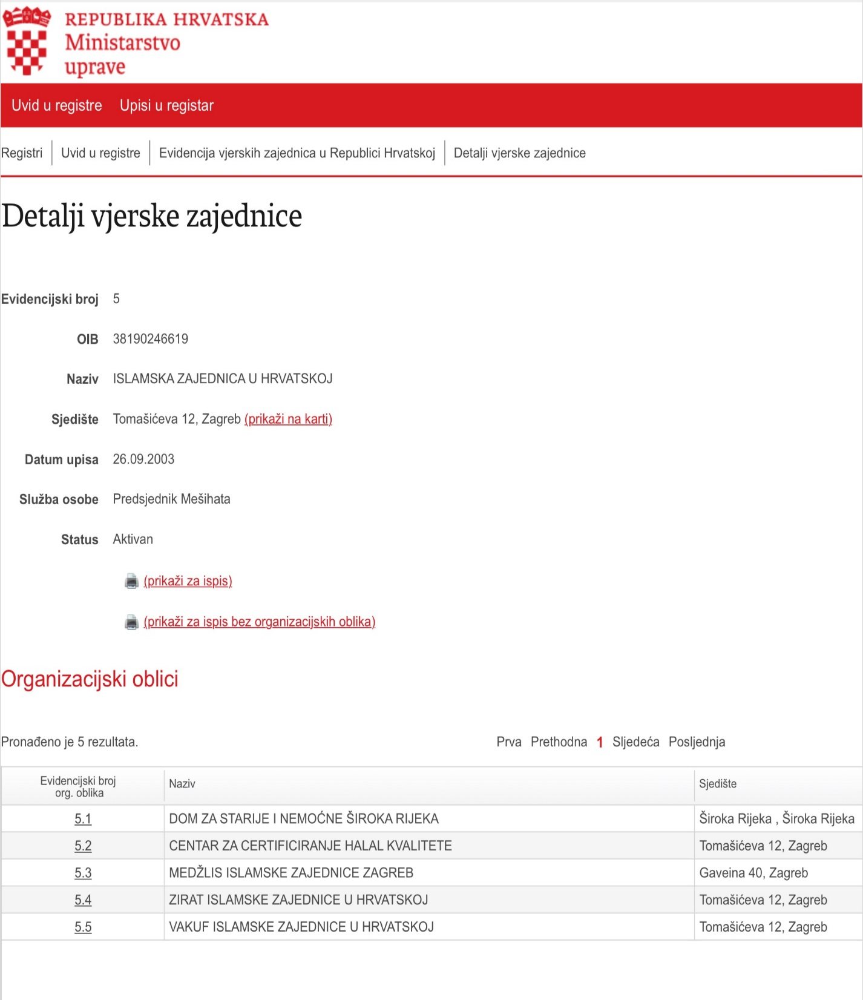 REPUBLIKA HRVATSKA
Ministarstvo
uprave
Uvid u registre Upisi u registar
Registri Uvid u registre Evidencija vjerskih zajednica u Republici Hrvatskoj Detalji vjerske zajednice
Detalji vjerske zajednice
Evidencijski broj 5
OIB 38190246619
Naziv ISLAMSKA ZAJEDNICA U HRVATSKOJ
Sjedište Tomašićeva 12, Zagreb (prikaži na karti)
Datum upisa 26.09.2003
Služba osobe Predsjednik Mešihata
Status Aktivan
(prikaži za ispis)
(prikaži za ispis bez organizacijskih oblika)
Organizacijski oblici
Pronađeno je 5 rezultata. Prva Prethodna 1 Sljedeća Posljednja
Evidencijski broj
org. oblika Naziv Sjedište
5.1 DOM ZA STARIJE I NEMOĆNE ŠIROKA RIJEKA Široka Rijeka , Široka Rijeka
5.2 CENTAR ZA CERTIFICIRANJE HALAL KVALITETE Tomašićeva 12, Zagreb
5.3 MEDŽLIS ISLAMSKE ZAJEDNICE ZAGREB Gaveina 40, Zagreb
5.4 ZIRAT ISLAMSKE ZAJEDNICE U HRVATSKOJ Tomašićeva 12, Zagreb
5.5 VAKUF ISLAMSKE ZAJEDNICE U HRVATSKOJ Tomašićeva 12, Zagreb